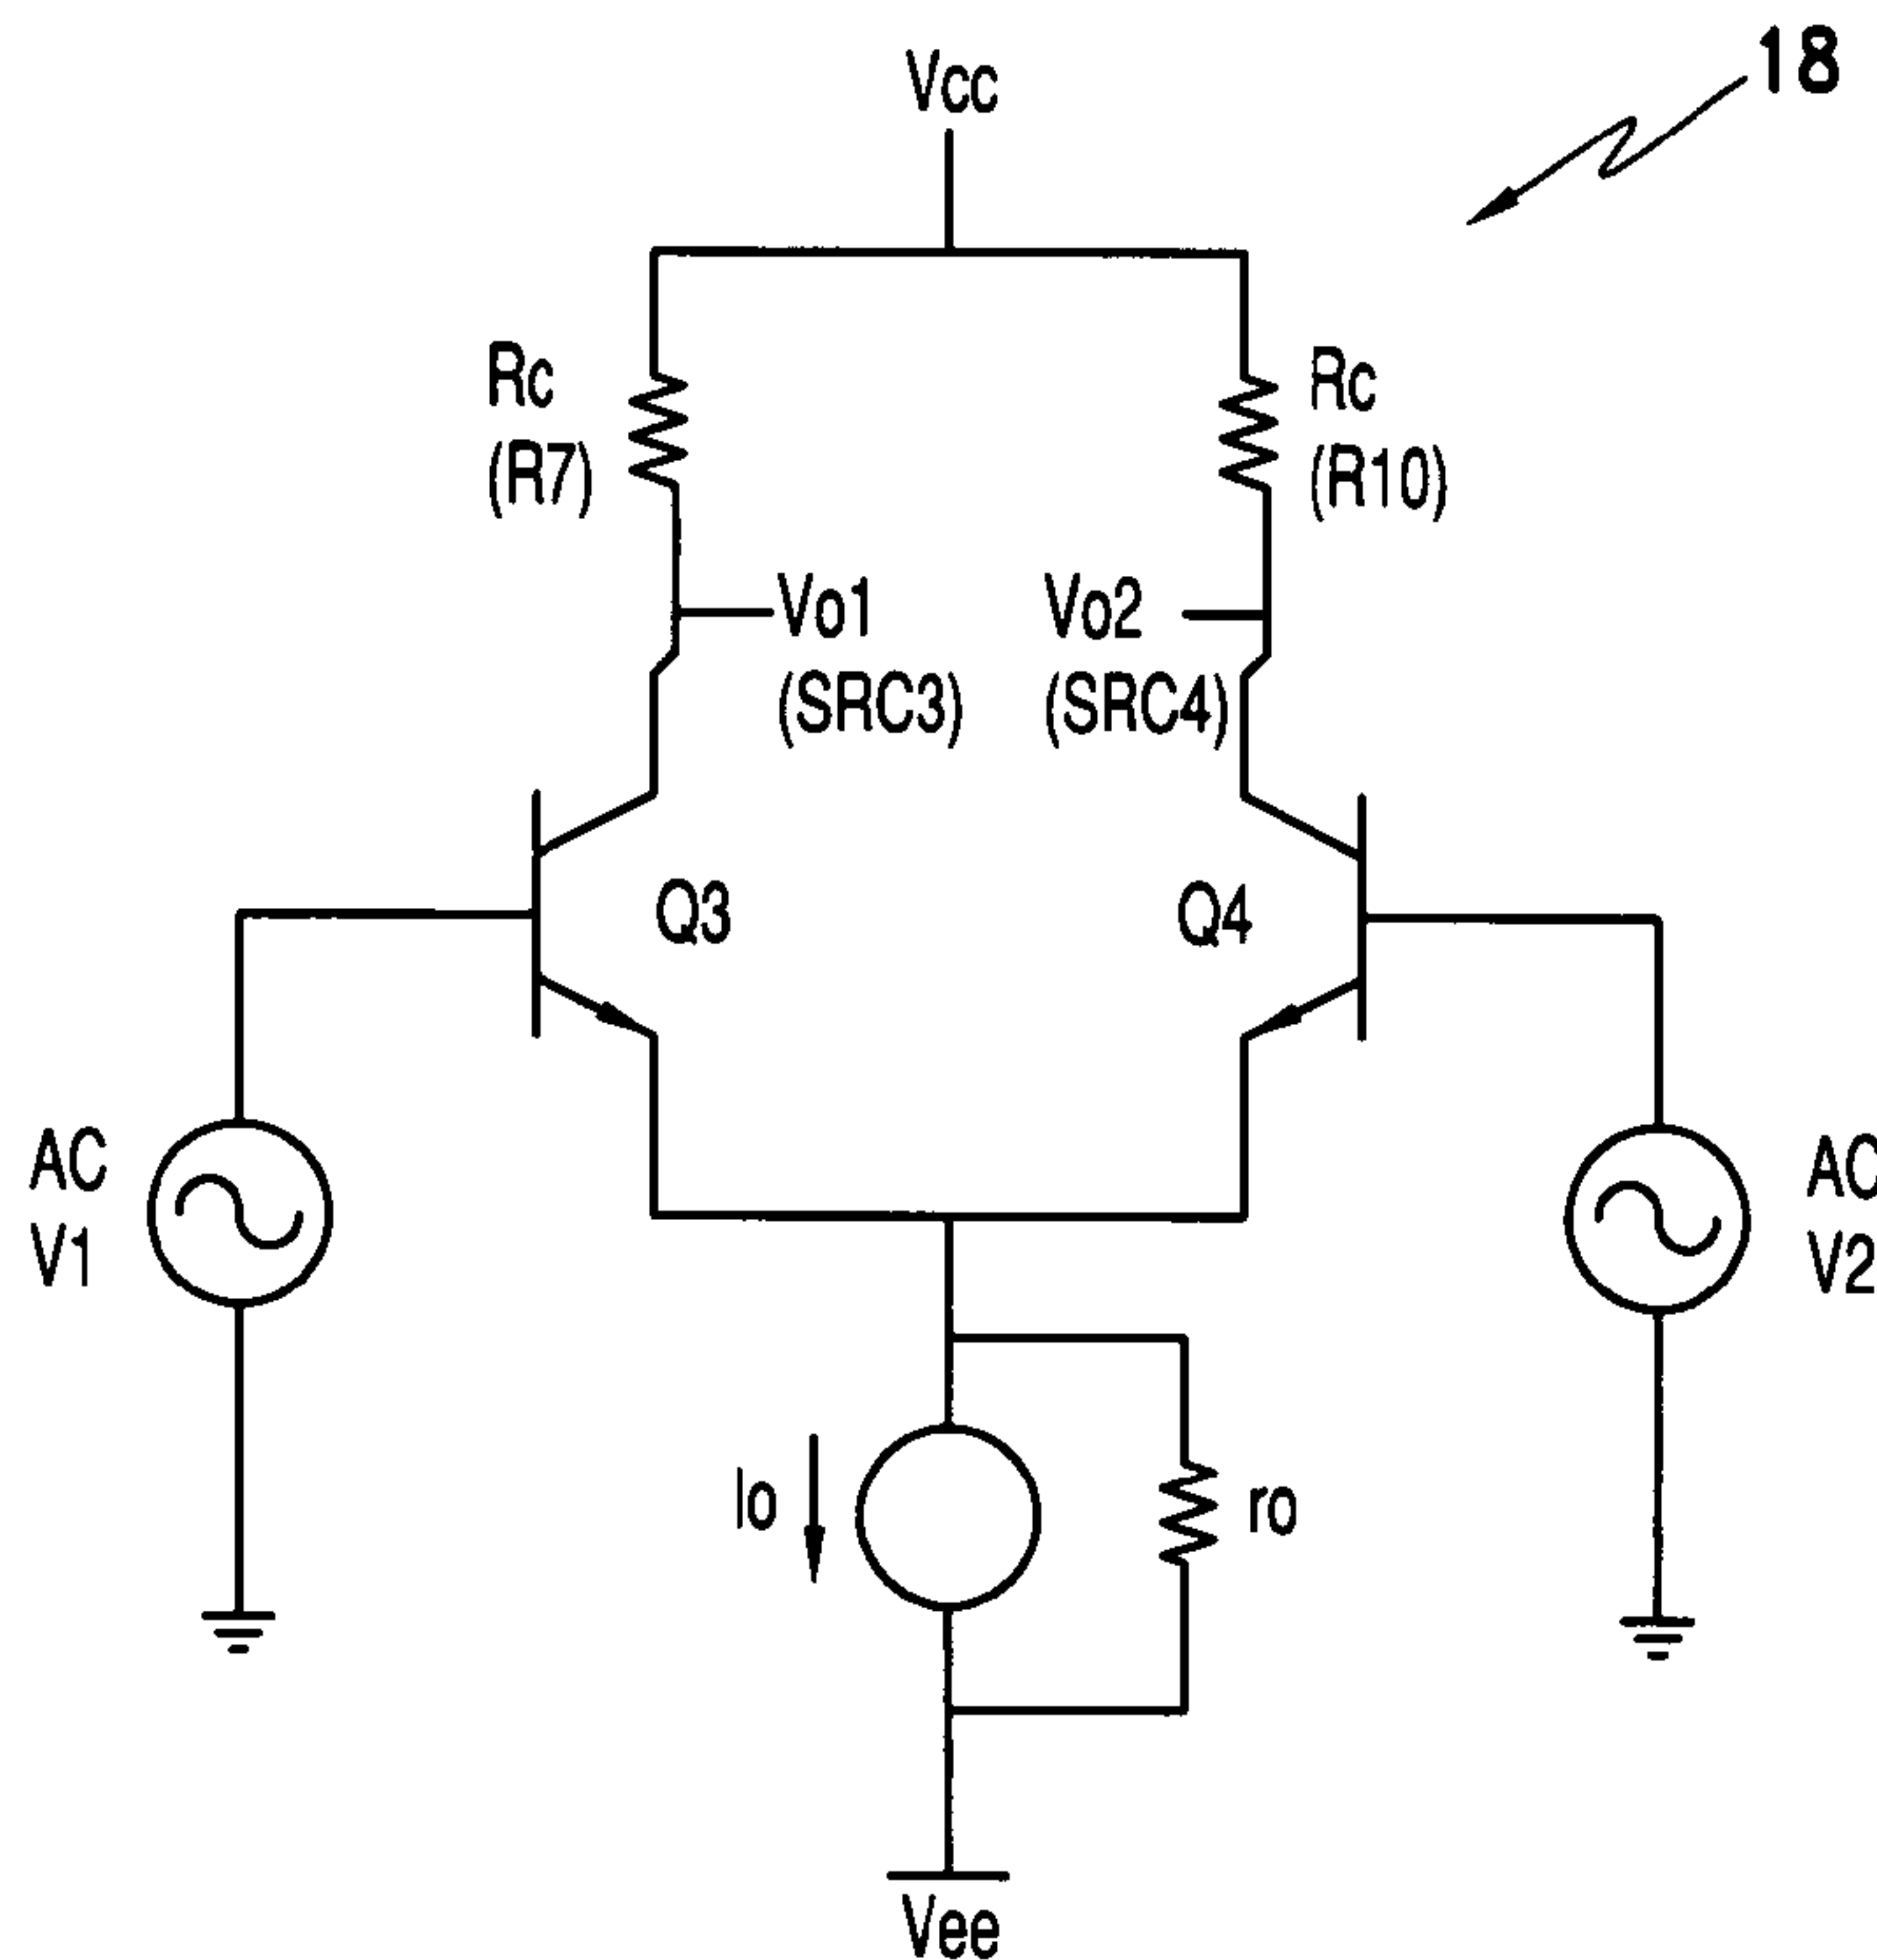 18
Vcc
Rc
(R7)
Rc
(R10)
Vo1
(SRC3)
Vo2
(SRC4)
Q3
Q4
AC
V1
AC
V2
Io
ro
Vee